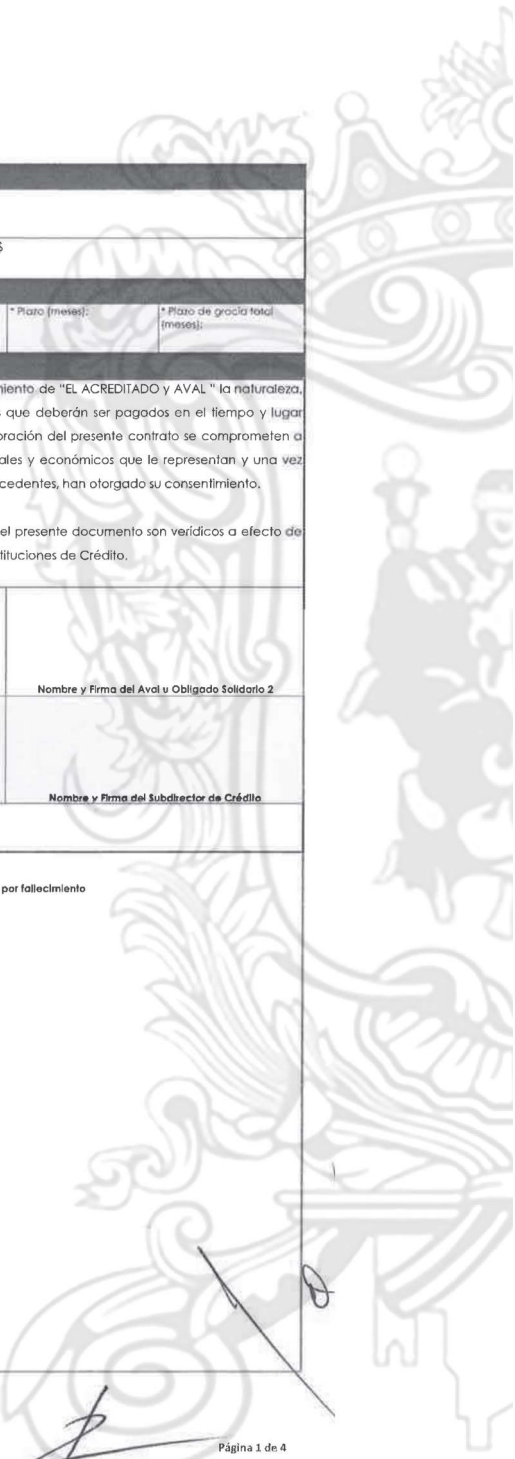 S
* Plazo (meses):
* Plazo de gracia total
(meses):
niento de "EL ACREDITADO y AVAL " la naturaleza,
s que deberán ser pagados en el tiempo y lugar
oración del presente contrato se comprometen a
ales y económicos que le representan y una vez
cedentes, han otorgado su consentimiento.
el presente documento son verídicos a efecto de
tituciones de Crédito.
Nombre y Firma del Aval u Obligado Solidario 2
Nombre y Firma del Subdirector de Crédito
por fallecimiento
Página 1 de 4